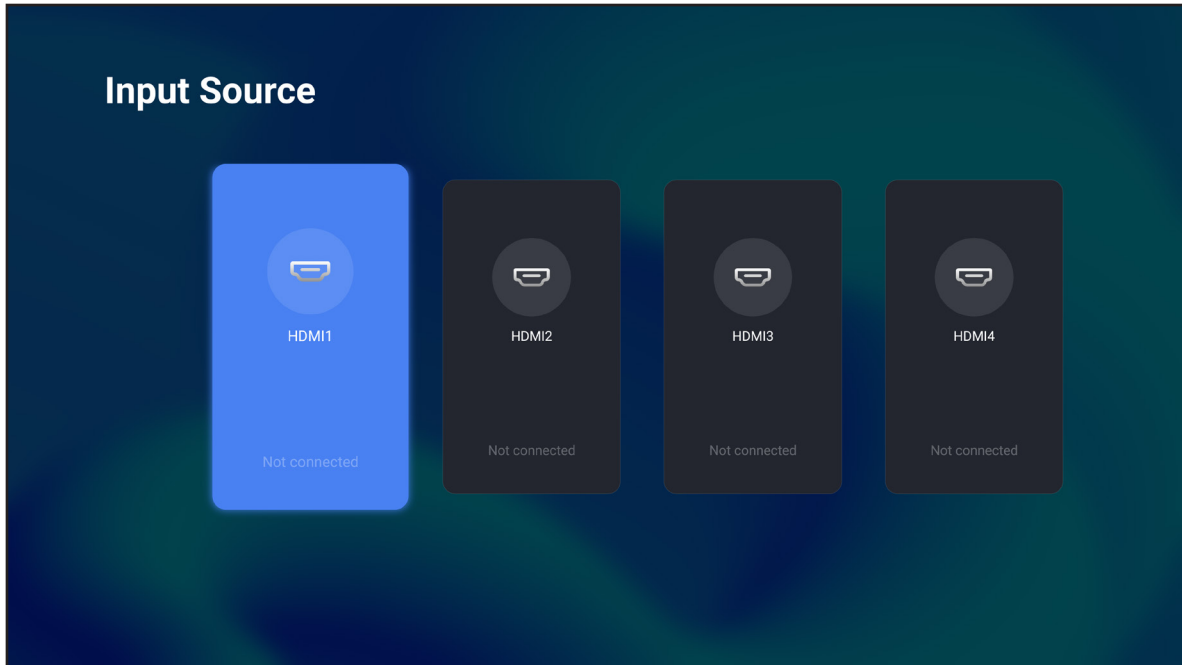 Input Source
HDMI1
HDMI2
HDMI3
HDMI4
Not connected
Not connected
Not connected
Not connected